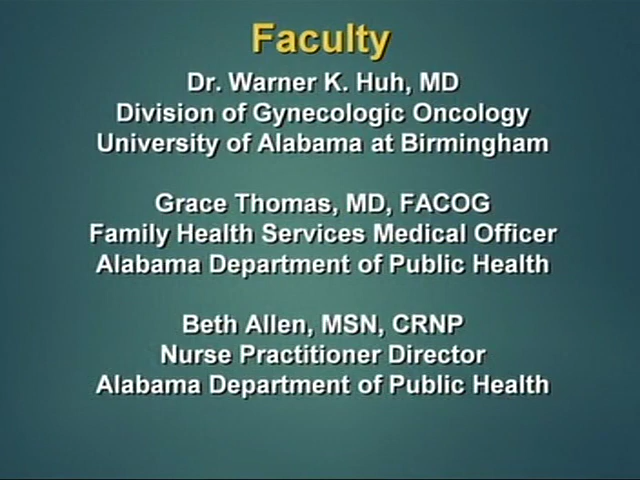 Faculty
Dr. Warner K. Huh, MD
Division of Gynecologic Oncology
University of Alabama at Birmingham
Grace Thomas, MD, FACOG
Family Health Services Medical Officer
Alabama Department of Public Health
Beth Allen, MSN, CRNP
Nurse Practitioner Director
Alabama Department of Public Health